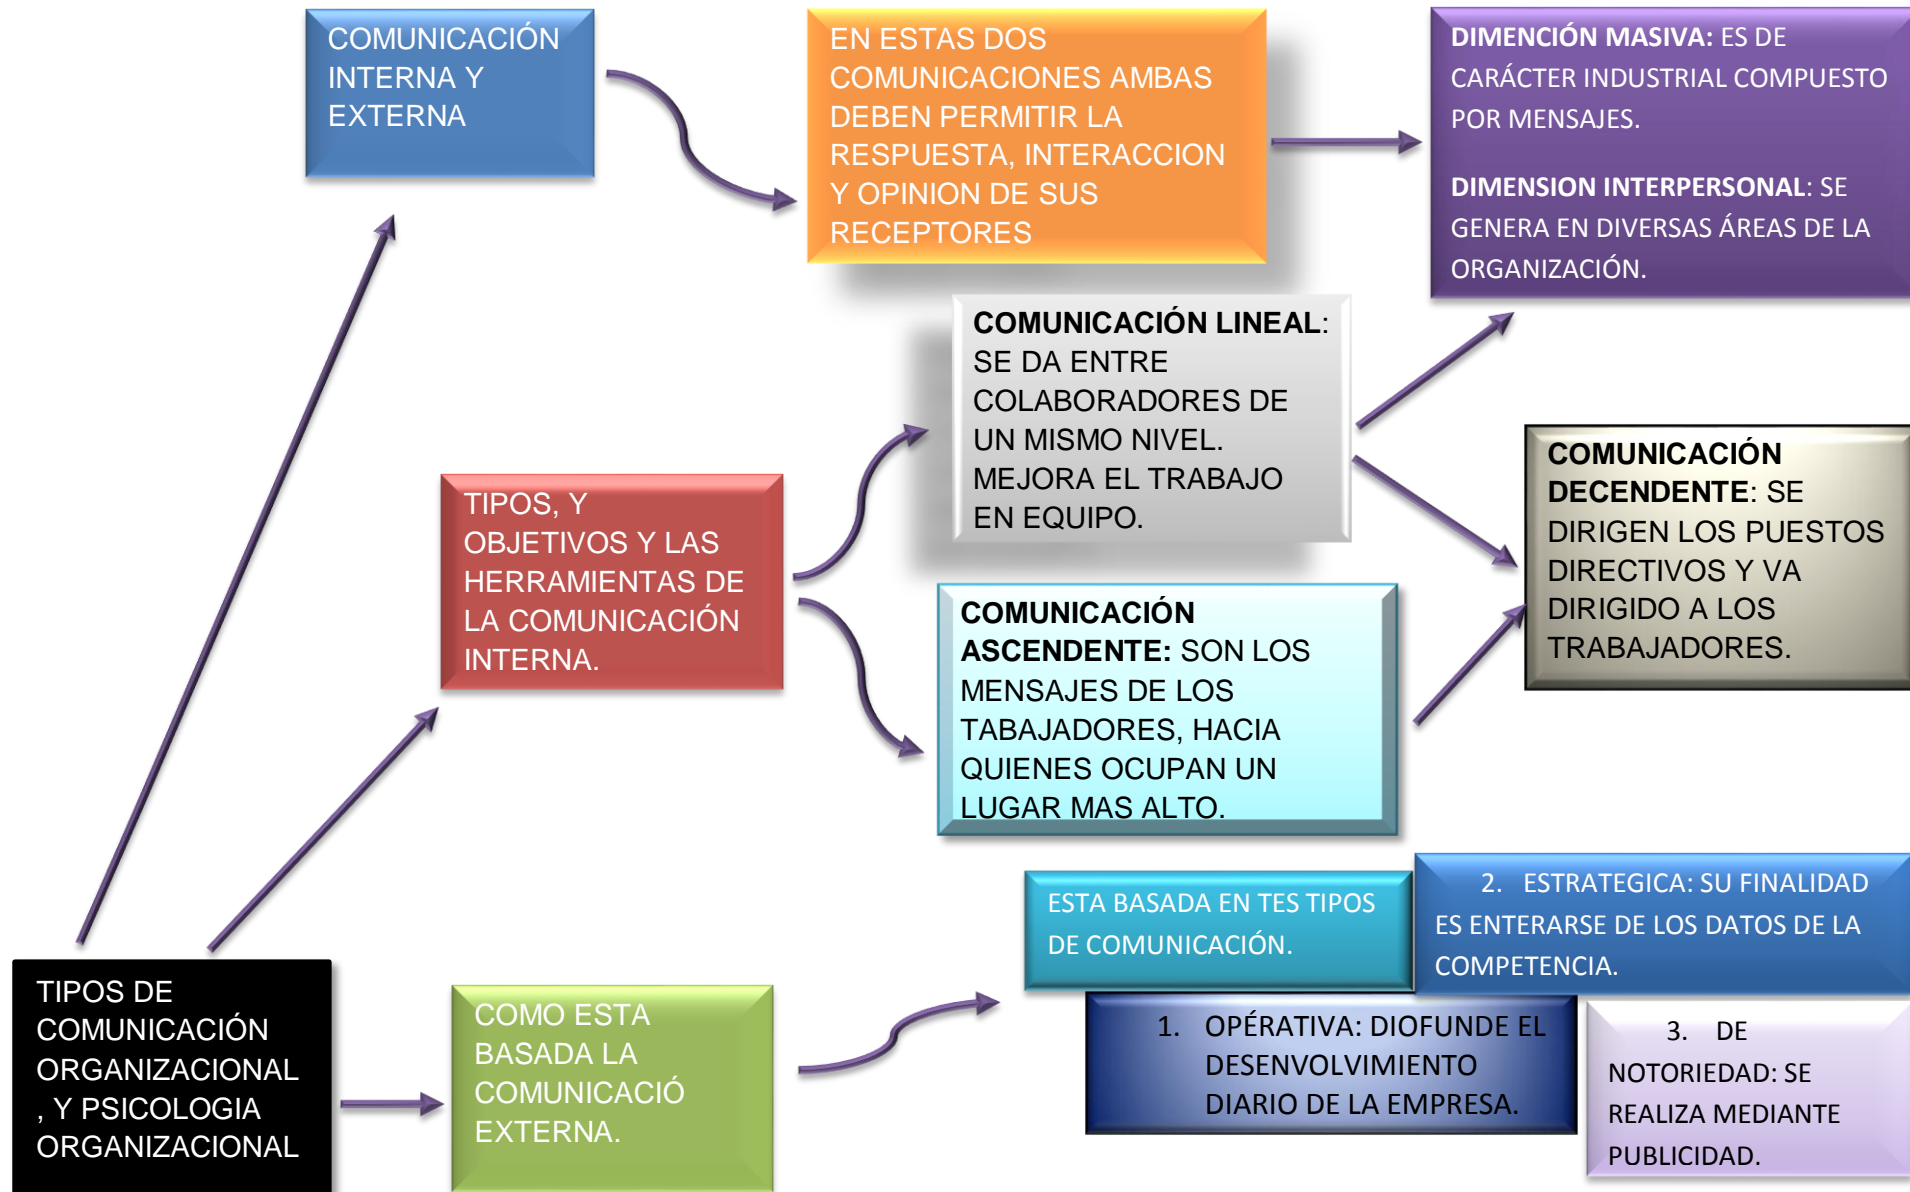 COMUNICACIÓN
INTERNA Y
EXTERNA
EN ESTAS DOS
COMUNICACIONES AMBAS
DEBEN PERMITIR LA
RESPUESTA, INTERACCION
Y OPINION DE SUS
RECEPTORES
DIMENCIÓN MASIVA: ES DE
CARÁCTER INDUSTRIAL COMPUESTO
POR MENSAJES.
DIMENSION INTERPERSONAL: SE
GENERA EN DIVERSAS ÁREAS DE LA
ORGANIZACIÓN.
TIPOS, Y
OBJETIVOS Y LAS
HERRAMIENTAS DE
LA COMUNICACIÓN
INTERNA.
COMUNICACIÓN LINEAL:
SE DA ENTRE
COLABORADORES DE
UN MISMO NIVEL.
MEJORA EL TRABAJO
EN EQUIPO.
COMUNICACIÓN
ASCENDENTE: SON LOS
MENSAJES DE LOS
TABAJADORES, HACIA
QUIENES OCUPAN UN
LUGAR MAS ALTO.
COMUNICACIÓN
DECENDENTE: SE
DIRIGEN LOS PUESTOS
DIRECTIVOS Y VA
DIRIGIDO A LOS
TRABAJADORES.
TIPOS DE
COMUNICACIÓN
ORGANIZACIONAL
, Y PSICOLOGIA
ORGANIZACIONAL
COMO ESTA
BASADA LA
COMUNICACIÓ
EXTERNA.
ESTA BASADA EN TES TIPOS
DE COMUNICACIÓN.
1. OPÉRATIVA: DIOFUNDE EL
DESENVOLVIMIENTO
DIARIO DE LA EMPRESA.
2. ESTRATEGICA: SU FINALIDAD
ES ENTERARSE DE LOS DATOS DE LA
COMPETENCIA.
3. DE
NOTORIEDAD: SE
REALIZA MEDIANTE
PUBLICIDAD.